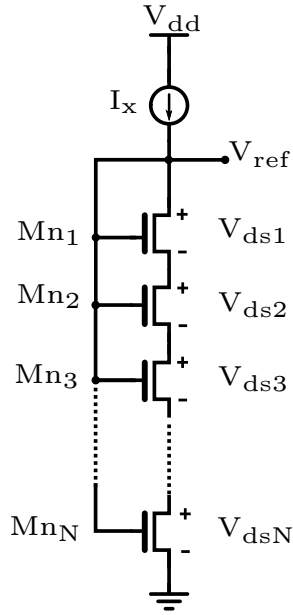 Vdd
Ix
Vref
Mn1
+
-
Vds1
Mn2
+
-
Vds2
Mn3
+
-
Vds3
MnN
+
-
VdsN